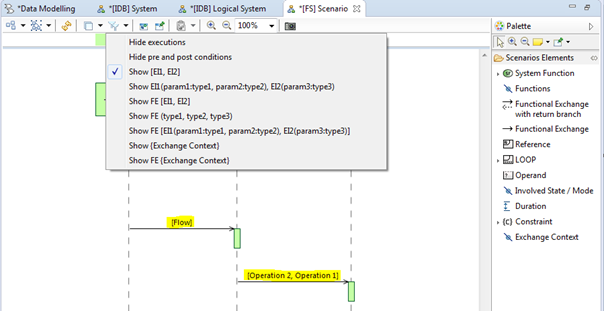 *Data Modelling
*[IDB] System
*[IDB] Logical System
*[FS] Scenario
100%
Hide executions
Hide pre and post conditions
Show [EI1, EI2]
Show EI1(param1:type1, param2:type2), EI2(param3:type3)
Show FE [EI1, EI2]
Show FE (type1, type2, type3)
Show FE [EI1(param1:type1, param2:type2), EI2(param3:type3)]
Show {Exchange Context}
Show FE {Exchange Context}
[Flow]
[Operation 2, Operation 1]
Palette
Scenarios Elements
System Function
Functions
Functional Exchange
with return branch
Functional Exchange
Reference
LOOP
Operand
Involved State / Mode
Duration
{c} Constraint
Exchange Context